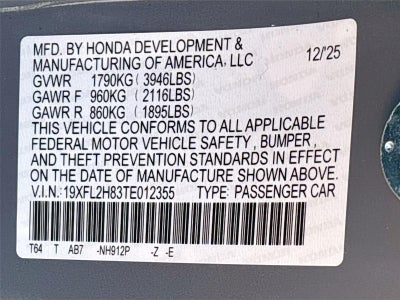 MFD. BY HONDA DEVELOPMENT &
MANUFACTURING OF AMERICA, LLC 12/'25
GVWR 1790KG (3946LBS)
GAWR F 960KG (2116LBS)
GAWR R 860KG (1895LBS)
THIS VEHICLE CONFORMS TO ALL APPLICABLE
FEDERAL MOTOR VEHICLE SAFETY, BUMPER,
AND THEFT PREVENTION STANDARDS IN EFFECT
ON THE DATE OF MANUFACTURE SHOWN ABOVE.
V.I.N.: 19XFL2H83TE012355 TYPE: PASSENGER CAR
T64 T AB7 -NH912P -Z -E